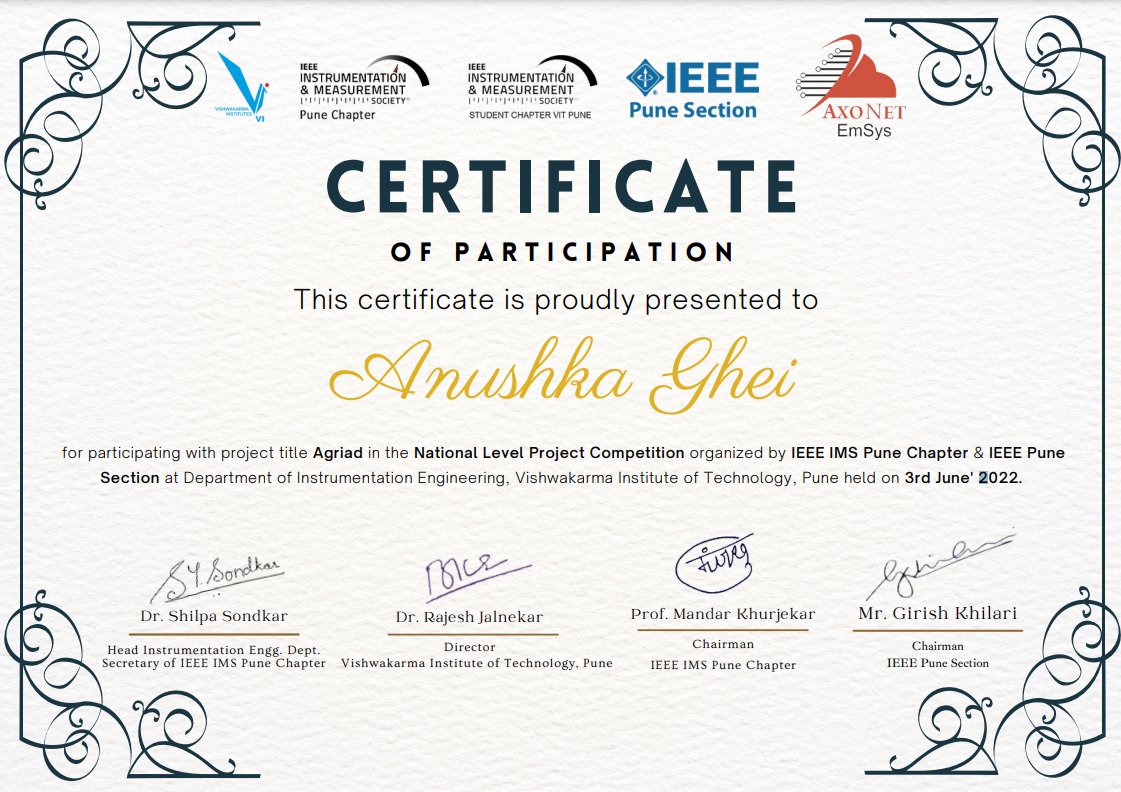 VISHWAKARMA
INSTITUTES
VI
IEEE
INSTRUMENTATION
& MEASUREMENT
SOCIETY
Pune Chapter
IEEE
INSTRUMENTATION
& MEASUREMENT
SOCIETY
STUDENT CHAPTER VIT PUNE
IEEE
Pune Section
AXONET
EmSys
CERTIFICATE
OF PARTICIPATION
This certificate is proudly presented to
Anushka Ghei
for participating with project title Agriad in the National Level Project Competition organized by IEEE IMS Pune Chapter & IEEE Pune
Section at Department of Instrumentation Engineering, Vishwakarma Institute of Technology, Pune held on 3rd June' 2022.
S.Y. Sondkar
Dr. Shilpa Sondkar
Head Instrumentation Engg. Dept.
Secretary of IEEE IMS Pune Chapter
Dr. Rajesh Jalnekar
Director
Vishwakarma Institute of Technology, Pune
Prof. Mandar Khurjekar
Chairman
IEEE IMS Pune Chapter
Mr. Girish Khilari
Chairman
IEEE Pune Section